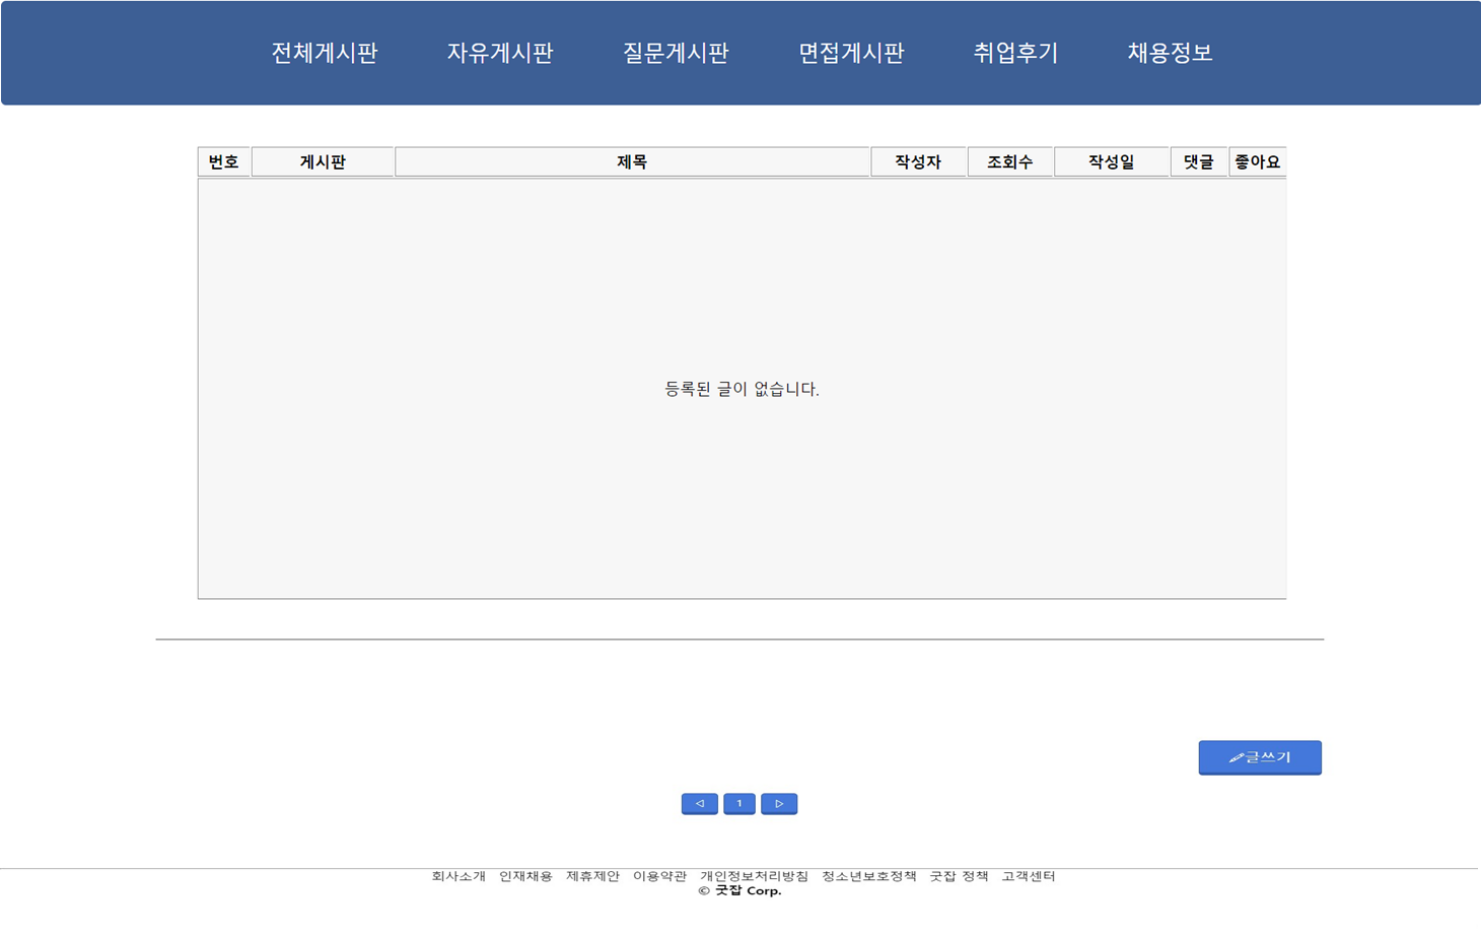 전체게시판 자유게시판 질문게시판 면접게시판 취업후기 채용정보
번호 게시판 제목 작성자 조회수 작성일 댓글 좋아요
등록된 글이 없습니다.
글쓰기
1
회사소개 인재채용 제휴제안 이용약관 개인정보처리방침 청소년보호정책 굿잡 정책 고객센터
© 굿잡 Corp.